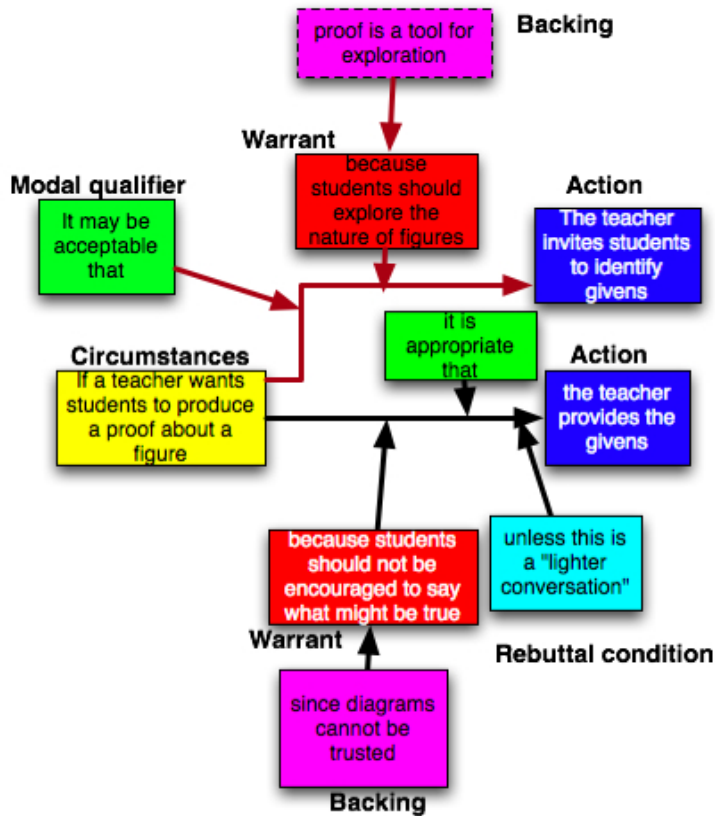 proof is a tool for
exploration
Backing
Warrant
because
students should
explore the
nature of figures
Modal qualifier
It may be
acceptable
that
Action
The teacher
invites students
to identify
givens
it is
appropriate
that
Circumstances
If a teacher wants
students to produce
a proof about a
figure
Action
the teacher
provides the
givens
because students
should not be
encouraged to say
what might be true
Warrant
unless this is
a "lighter
conversation"
Rebuttal condition
since diagrams
cannot be
trusted
Backing